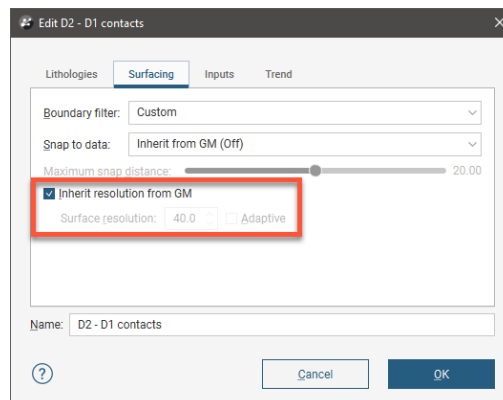 Edit D2 - D1 contacts
Lithologies Surfacing Inputs Trend
Boundary filter: Custom
Snap to data: Inherit from GM (Off)
Maximum snap distance: 20.00
Inherit resolution from GM
Surface resolution: 40.0 Adaptive
Name: D2 - D1 contacts
? Cancel OK